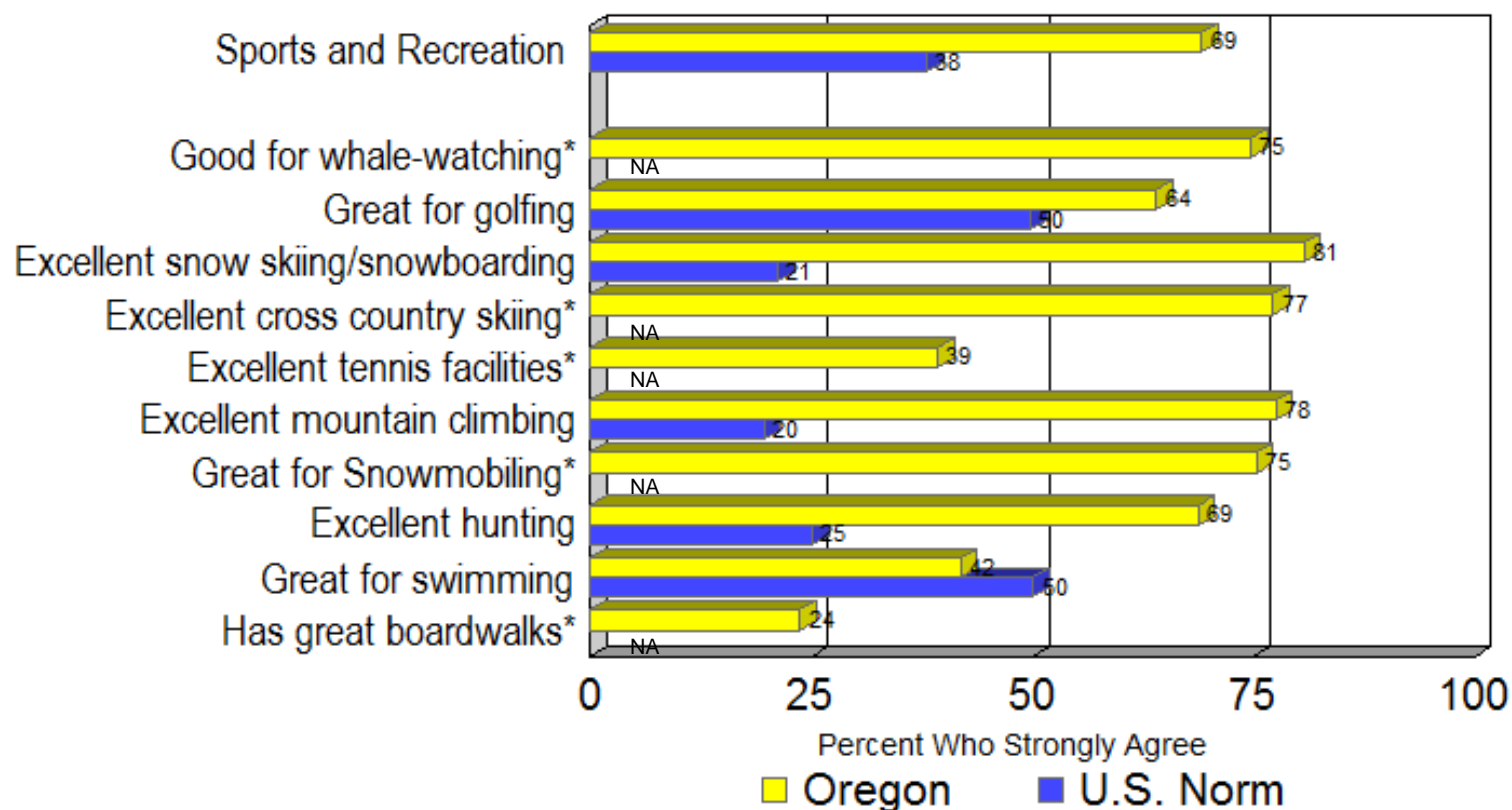 Sports and Recreation 69
38
Good for whale-watching* 75
NA
Great for golfing 64
50
Excellent snow skiing/snowboarding 81
21
Excellent cross country skiing* 77
NA
Excellent tennis facilities* 39
NA
Excellent mountain climbing 78
20
Great for Snowmobiling* 75
NA
Excellent hunting 69
25
Great for swimming 42
50
Has great boardwalks* 24
NA
0 25 50 75 100
Percent Who Strongly Agree
Oregon U.S. Norm